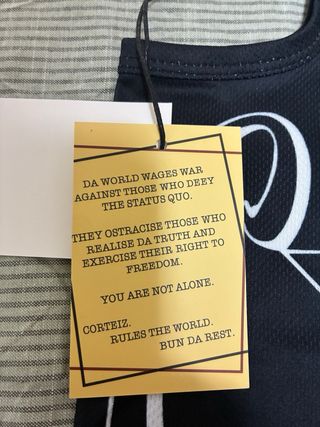 DA WORLD WAGES WAR
AGAINST THOSE WHO DEFY
THE STATUS QUO.
THEY OSTRACISE THOSE WHO
REALISE DA TRUTH AND
EXERCISE THEIR RIGHT TO
FREEDOM.
YOU ARE NOT ALONE.
CORTEIZ.
RULES THE WORLD.
BUN DA REST.